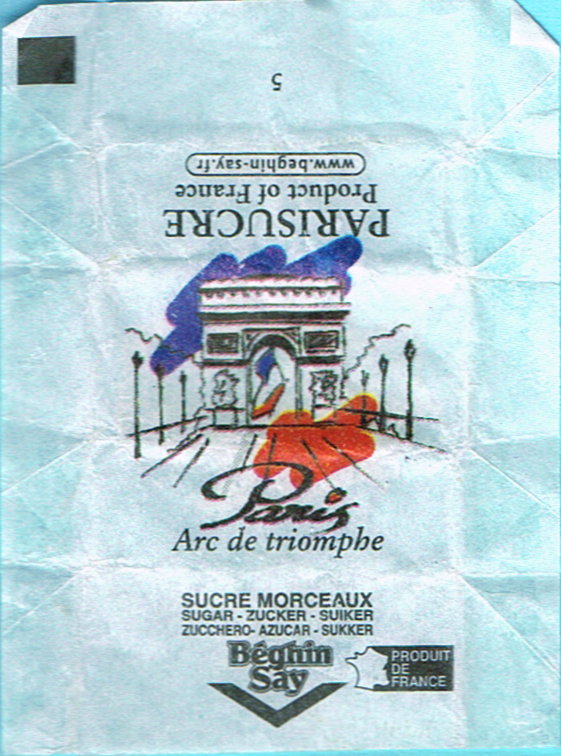 5
www.beghin-say.fr
Product of France
PARISUCRE
Paris
Arc de triomphe
SUCRE MORCEAUX
SUGAR - ZUCKER - SUIKER
ZUCCHERO- AZUCAR - SUKKER
Béghin
Say
PRODUIT
DE
FRANCE